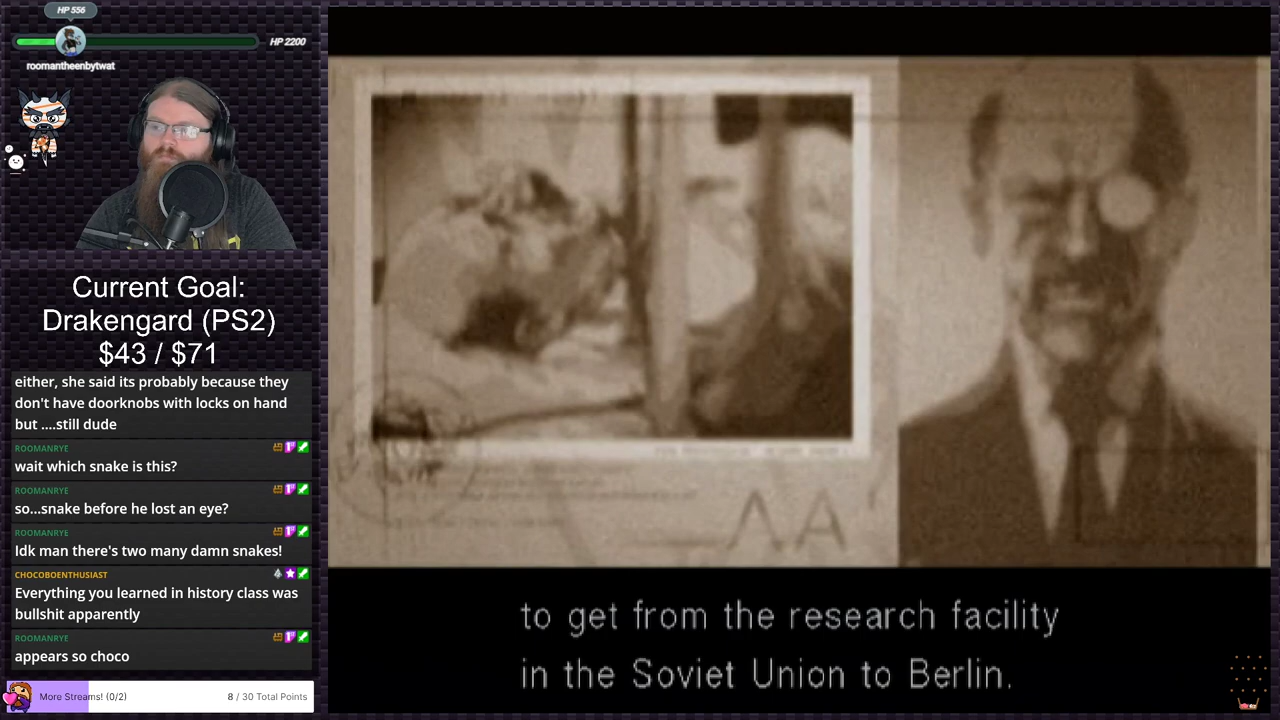 HP 556
HP 2200
roomantheenbytwat
Current Goal:
Drakengard (PS2)
$43 / $71
either, she said its probably because they
don't have doorknobs with locks on hand
but ....still dude
ROOMANRYE
wait which snake is this?
ROOMANRYE
so...snake before he lost an eye?
ROOMANRYE
Idk man there's two many damn snakes!
CHOCOBOENTHUSIAST
Everything you learned in history class was
bullshit apparently
ROOMANRYE
appears so choco
More Streams! (0/2)
8 / 30 Total Points
to get from the research facility
in the Soviet Union to Berlin.